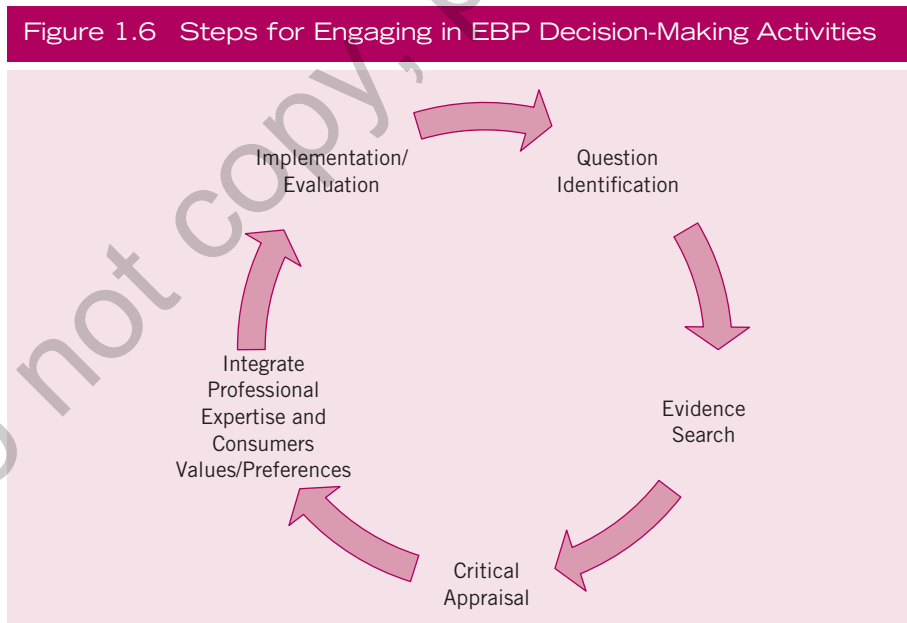 Figure 1.6 Steps for Engaging in EBP Decision-Making Activities
not copy,
Implementation/
Evaluation
Question
Identification
Evidence
Search
Critical
Appraisal
Integrate
Professional
Expertise and
Consumers
Values/Preferences